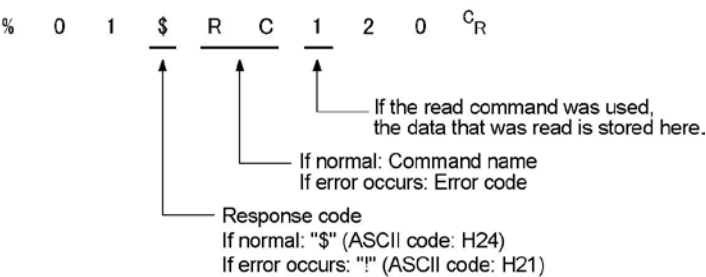 % 0 1 $ R C 1 2 0 CR
If the read command was used,
the data that was read is stored here.
If normal: Command name
If error occurs: Error code
Response code
If normal: "$" (ASCII code: H24)
If error occurs: "!" (ASCII code: H21)